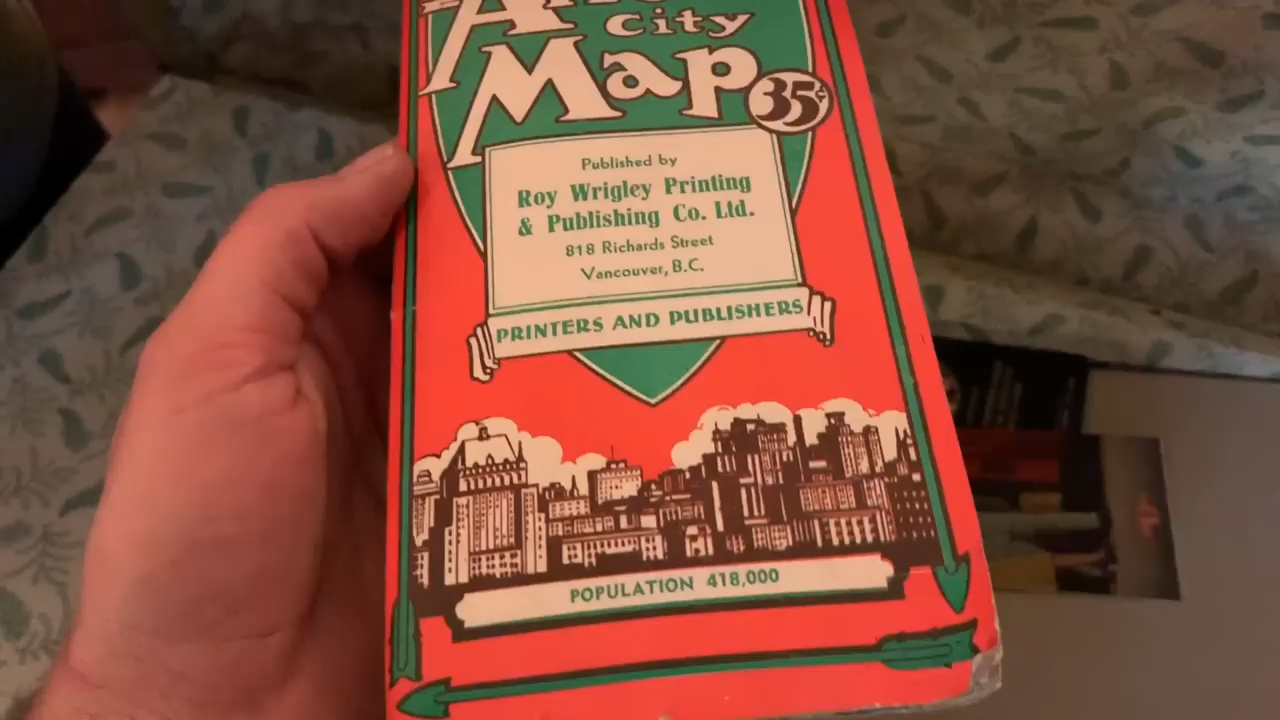 City
Map
35¢
Published by
Roy Wrigley Printing
& Publishing Co. Ltd.
818 Richards Street
Vancouver, B.C.
PRINTERS AND PUBLISHERS
POPULATION 418,000